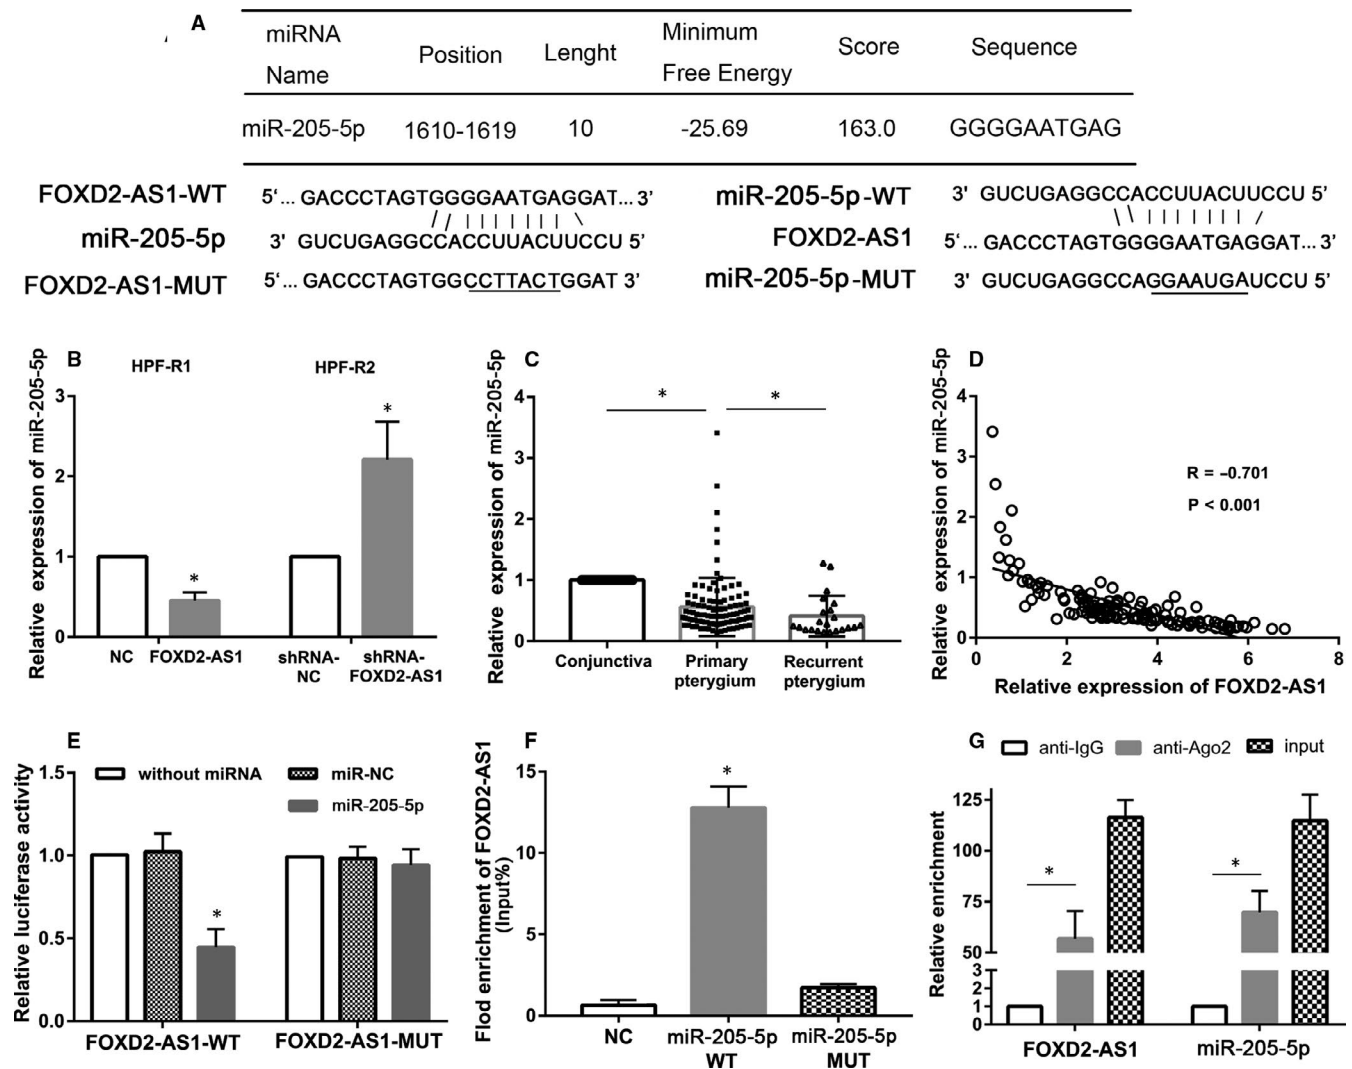 A
miRNA Name
Position
Lenght
Minimum Free Energy
Score
Sequence
miR-205-5p 1610-1619 10 -25.69 163.0 GGGGAATGAG
FOXD2-AS1-WT 5‘... GACCCTAGTGGGGAATGAGGAT... 3’
miR-205-5p 3' GUCUGAGGCCACCUUACUUCCU 5’
FOXD2-AS1-MUT 5‘... GACCCTAGTGGCCTTACTGGAT 3’
miR-205-5p-WT 3' GUCUGAGGCCACCUUACUUCCU 5’
FOXD2-AS1 5‘... GACCCTAGTGGGGAATGAGGAT... 3’
miR-205-5p-MUT 3' GUCUGAGGCCAGGAAUGAUCCU 5’
B
HPF-R1
HPF-R2
Relative expression of miR-205-5p
3
2
1
0
*
*
NC
FOXD2-AS1
shRNA-NC
shRNA-FOXD2-AS1
C
Relative expression of miR-205-5p
4
3
2
1
0
*
*
Conjunctiva
Primary pterygium
Recurrent pterygium
D
Relative expression of miR-205-5p
4
3
2
1
0
R = -0.701
P < 0.001
0 2 4 6 8
Relative expression of FOXD2-AS1
E
Relative luciferase activity
1.5
1.0
0.5
0.0
without miRNA
miR-NC
miR-205-5p
*
FOXD2-AS1-WT
FOXD2-AS1-MUT
F
Flod enrichment of FOXD2-AS1
(Input%)
15
10
5
0
*
NC
miR-205-5p WT
miR-205-5p MUT
G
anti-IgG
anti-Ago2
input
Relative enrichment
125
100
75
50
3
2
1
0
*
*
FOXD2-AS1
miR-205-5p